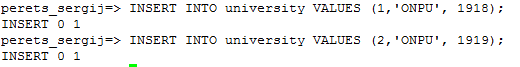 perets_sergij=> INSERT INTO university VALUES (1,'ONPU', 1918);
INSERT 0 1
perets_sergij=> INSERT INTO university VALUES (2,'ONPU', 1919);
INSERT 0 1